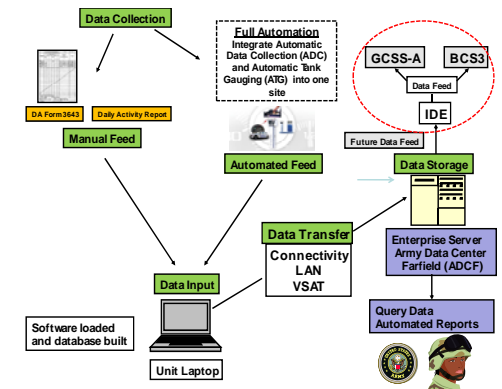 Data Collection
Full Automation
Integrate Automatic
Data Collection (ADC)
and Automatic Tank
Gauging (ATG) into one
site
GCSS-A
BCS3
Data Feed
IDE
DA Form 3643
Daily Activity Report
Manual Feed
Automated Feed
Future Data Feed
Data Storage
Data Transfer
Connectivity
LAN
VSAT
Enterprise Server
Army Data Center
Farfield (ADCF)
Data Input
Software loaded
and database built
Unit Laptop
Query Data
Automated Reports